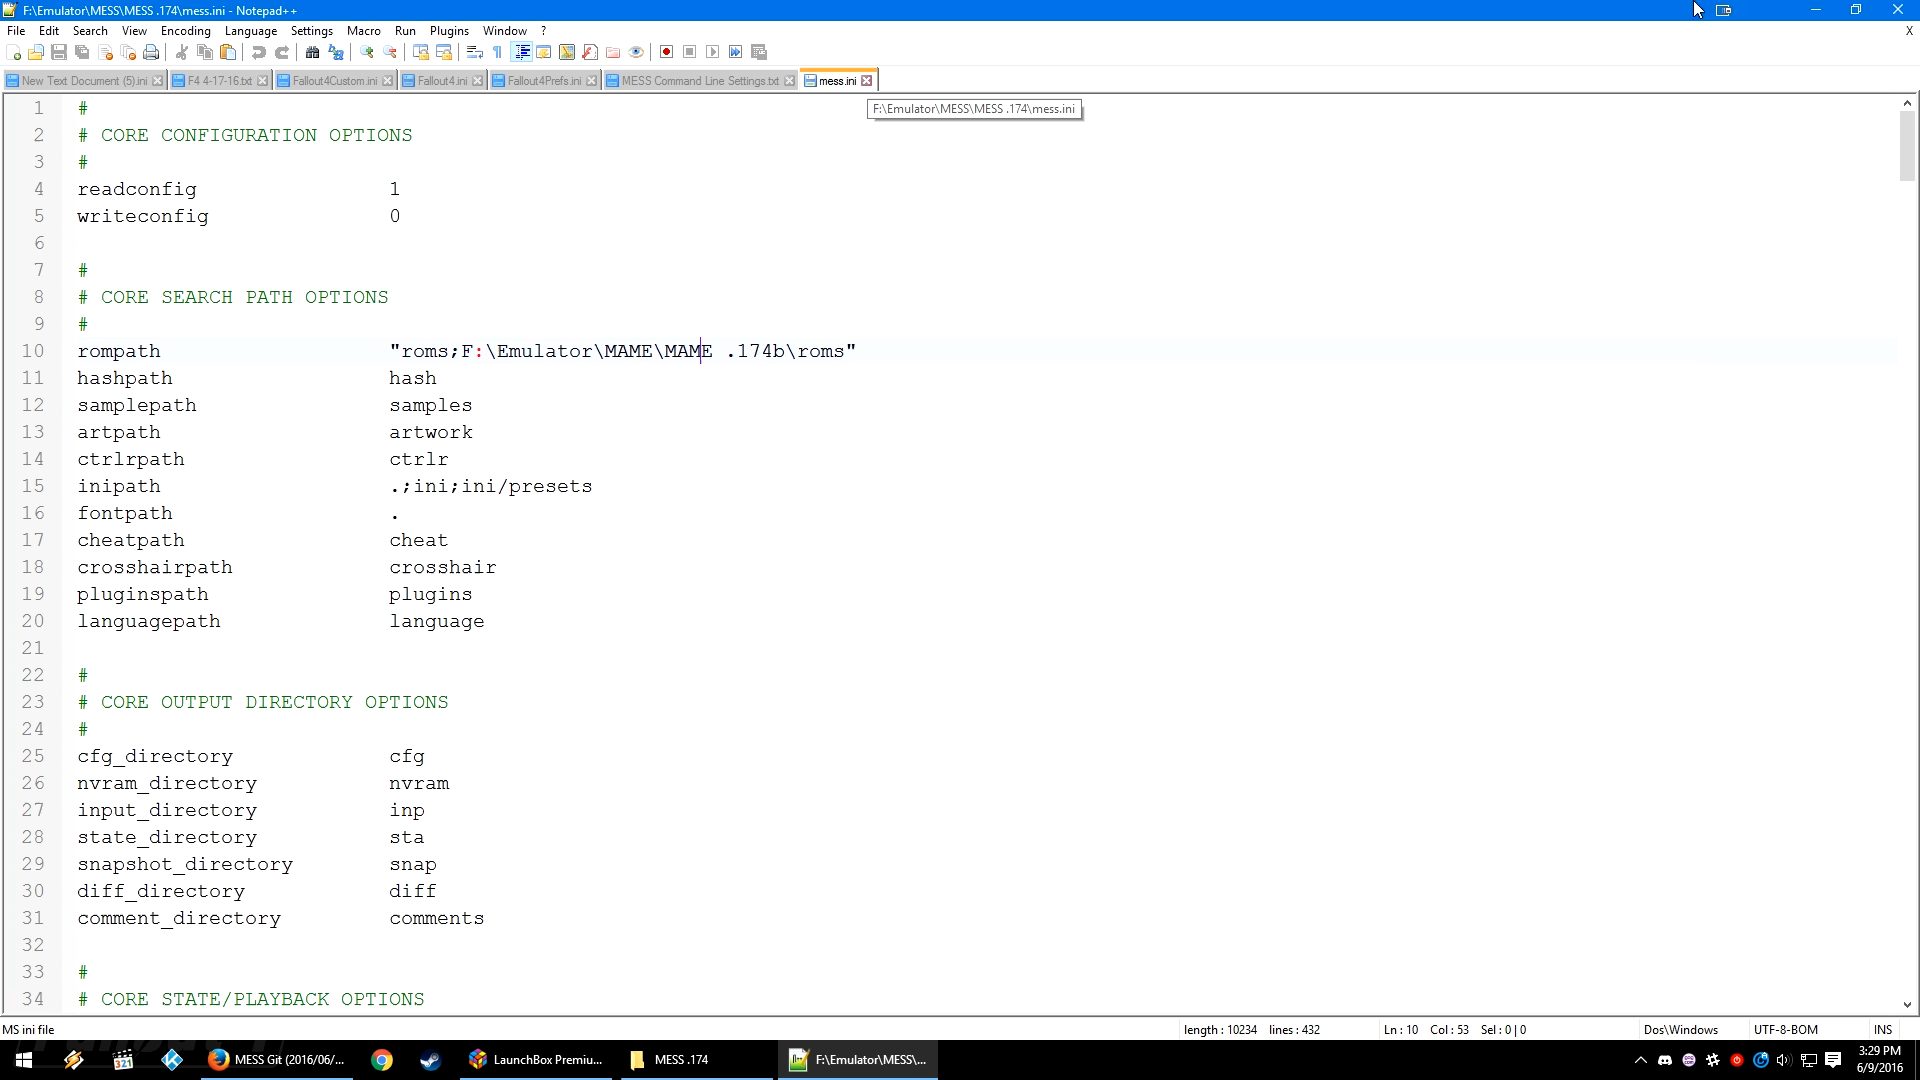 F:\Emulator\MESS\MESS .174\mess.ini - Notepad++
File Edit Search View Encoding Language Settings Macro Run Plugins Window ? X
New Text Document (5).ini F4 4-17-16.txt Fallout4Custom.ini Fallout4.ini Fallout4Prefs.ini MESS Command Line Settings.txt mess.ini
F:\Emulator\MESS\MESS .174\mess.ini
1 #
2 # CORE CONFIGURATION OPTIONS
3 #
4 readconfig 1
5 writeconfig 0
6
7 #
8 # CORE SEARCH PATH OPTIONS
9 #
10 rompath "roms;F:\Emulator\MAME\MAME .174b\roms"
11 hashpath hash
12 samplepath samples
13 artpath artwork
14 ctrlrpath ctrlr
15 inipath .;ini;ini/presets
16 fontpath .
17 cheatpath cheat
18 crosshairpath crosshair
19 pluginspath plugins
20 languagepath language
21
22 #
23 # CORE OUTPUT DIRECTORY OPTIONS
24 #
25 cfg_directory cfg
26 nvram_directory nvram
27 input_directory inp
28 state_directory sta
29 snapshot_directory snap
30 diff_directory diff
31 comment_directory comments
32
33 #
34 # CORE STATE/PLAYBACK OPTIONS
MS ini file length : 10234 lines : 432 Ln : 10 Col : 53 Sel : 0 | 0 Dos\Windows UTF-8-BOM INS
321 MESS Git (2016/06/... LaunchBox Premiu... MESS .174 F:\Emulator\MESS\... 3:29 PM
6/9/2016